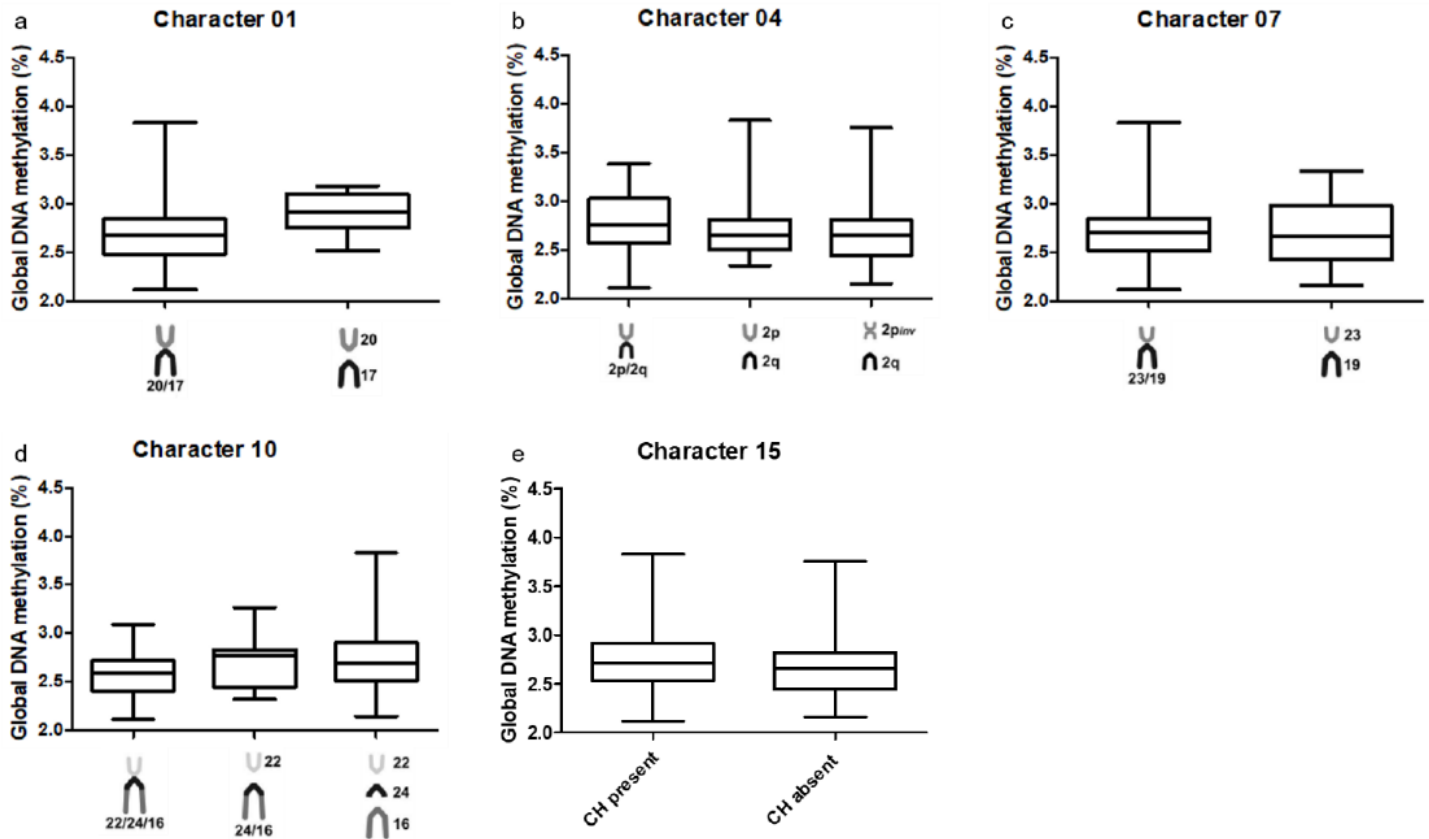 a
Character 01
Global DNA methylation (%)
4.5
4.0
3.5
3.0
2.5
2.0
20/17
20
17
b
Character 04
Global DNA methylation (%)
4.5
4.0
3.5
3.0
2.5
2.0
2p/2q
2p
2q
2pinv
2q
c
Character 07
Global DNA methylation (%)
4.5
4.0
3.5
3.0
2.5
2.0
23/19
23
19
d
Character 10
Global DNA methylation (%)
4.5
4.0
3.5
3.0
2.5
2.0
22/24/16
22
24/16
22
24
16
e
Character 15
Global DNA methylation (%)
4.5
4.0
3.5
3.0
2.5
2.0
CH present
CH absent